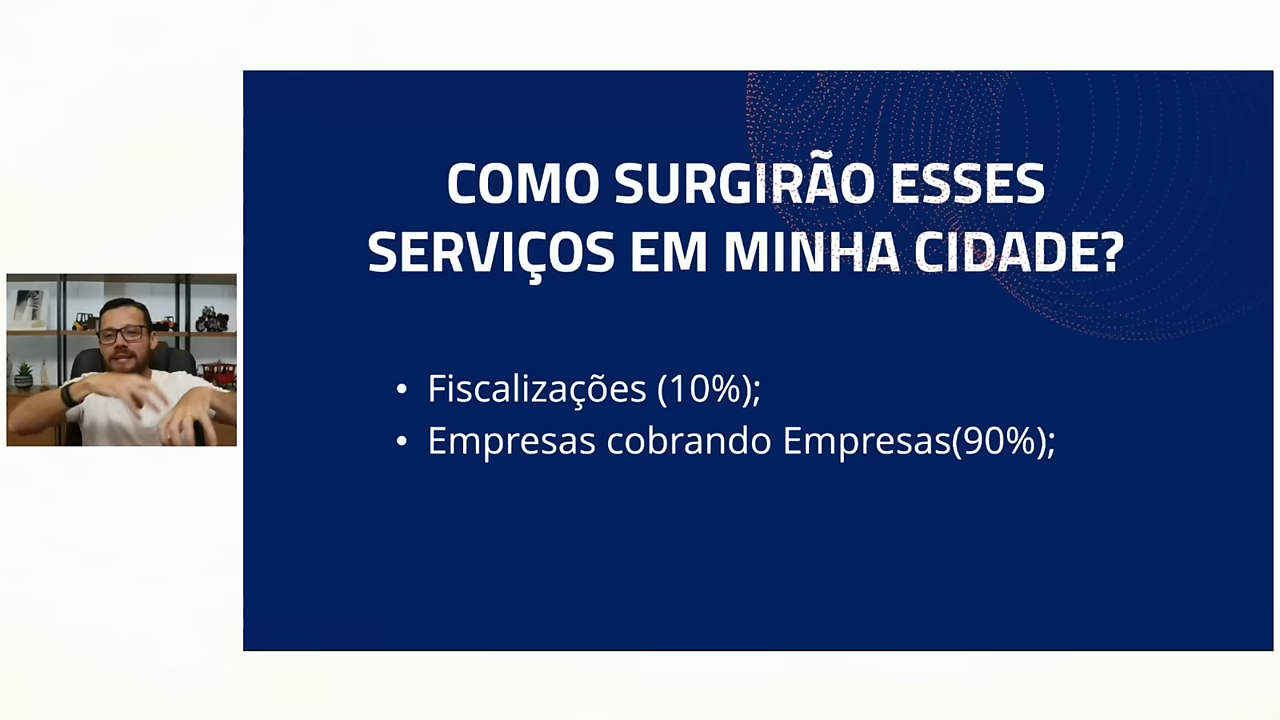 COMO SURGIRÃO ESSES
SERVIÇOS EM MINHA CIDADE?
• Fiscalizações (10%);
• Empresas cobrando Empresas(90%);